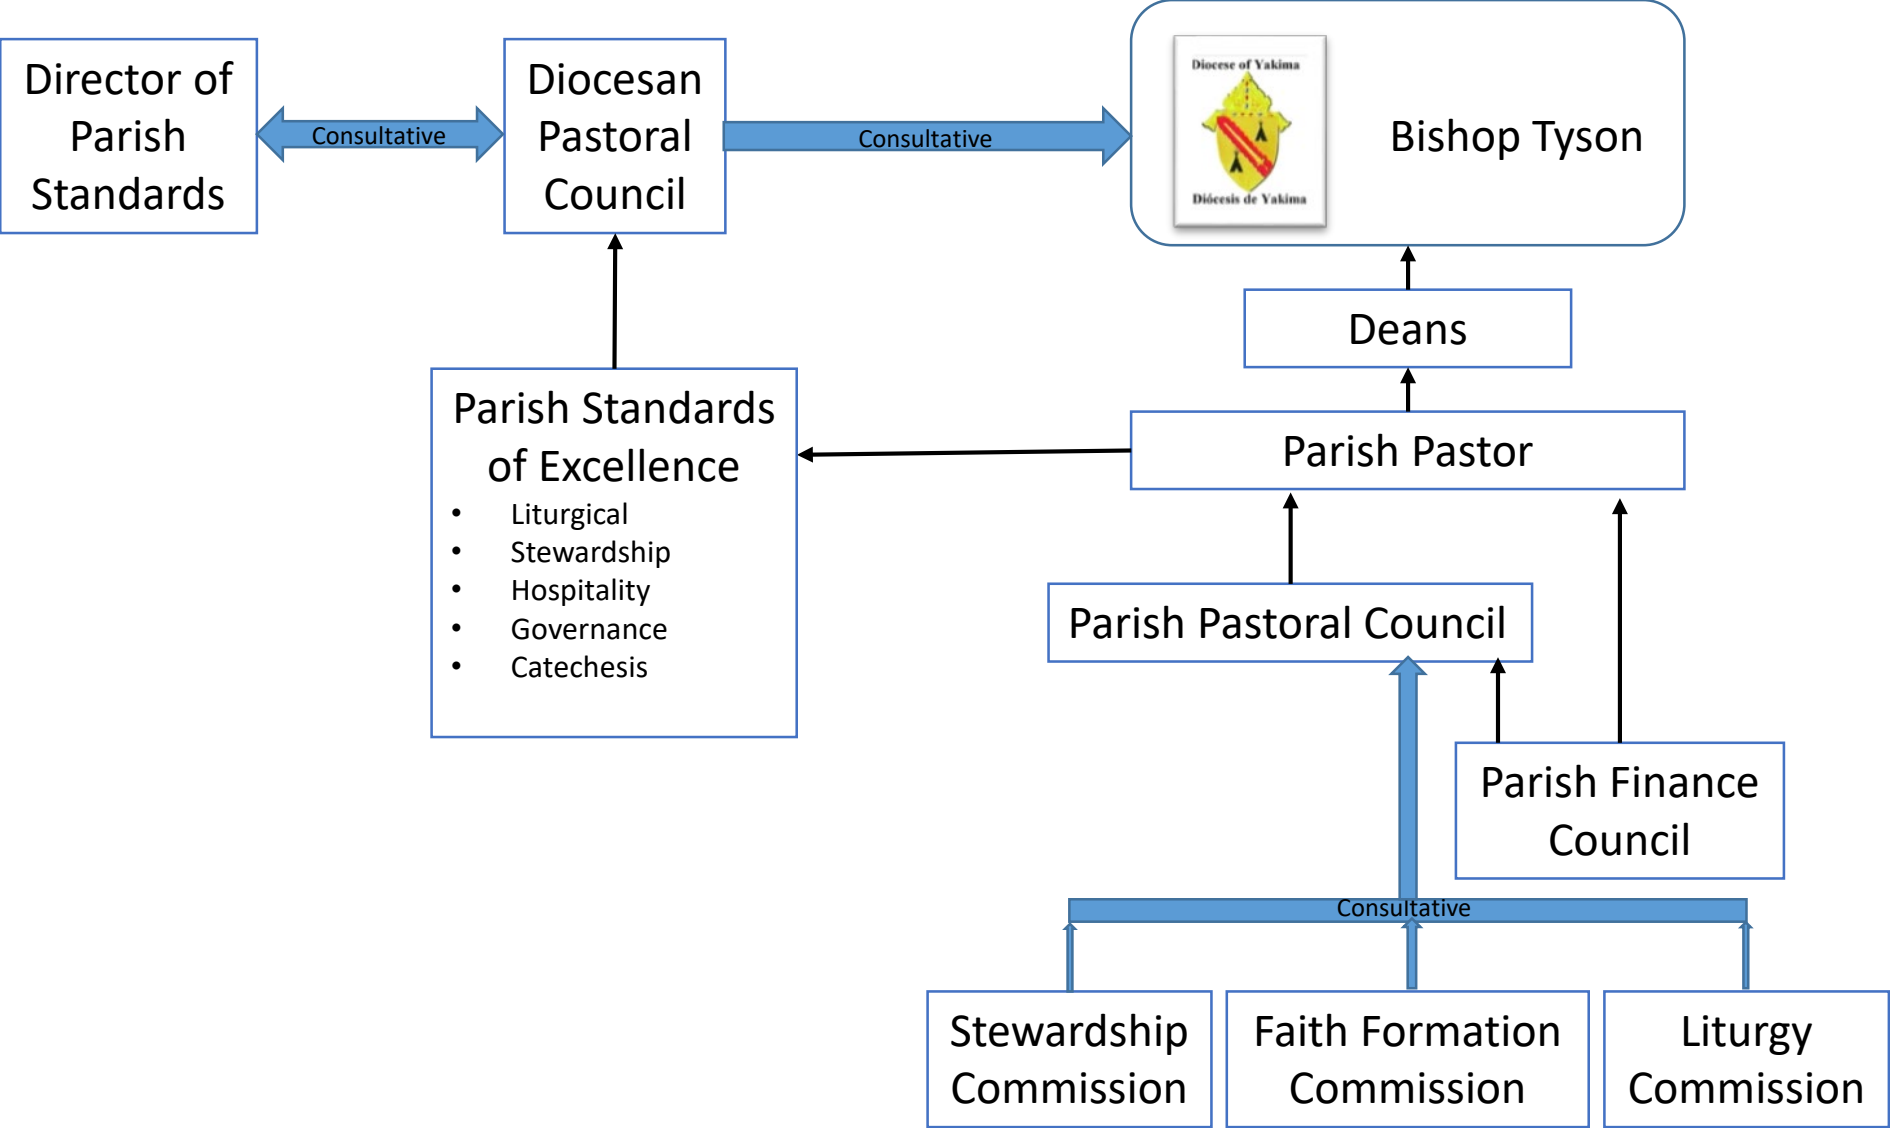 Director of
Parish
Standards
Consultative
Diocesan
Pastoral
Council
Consultative
Diocese of Yakima
Diócesis de Yakima
Bishop Tyson
Deans
Parish Standards
of Excellence
• Liturgical
• Stewardship
• Hospitality
• Governance
• Catechesis
Parish Pastor
Parish Pastoral Council
Parish Finance
Council
Consultative
Stewardship
Commission
Faith Formation
Commission
Liturgy
Commission